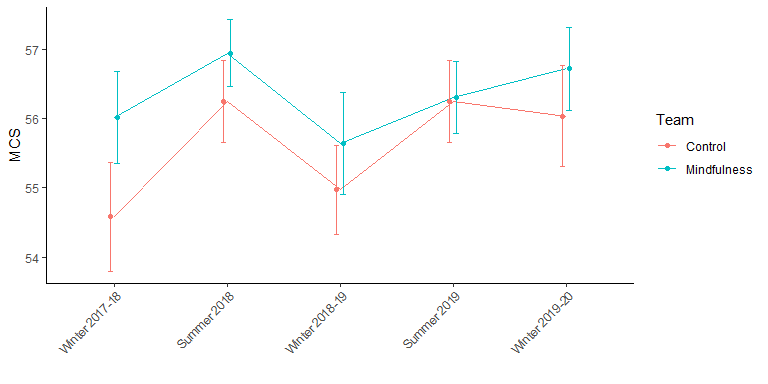 57
56
55
54
MCS
Winter 2017-18
Summer 2018
Winter 2018-19
Summer 2019
Winter 2019-20
Team
Control
Mindfulness